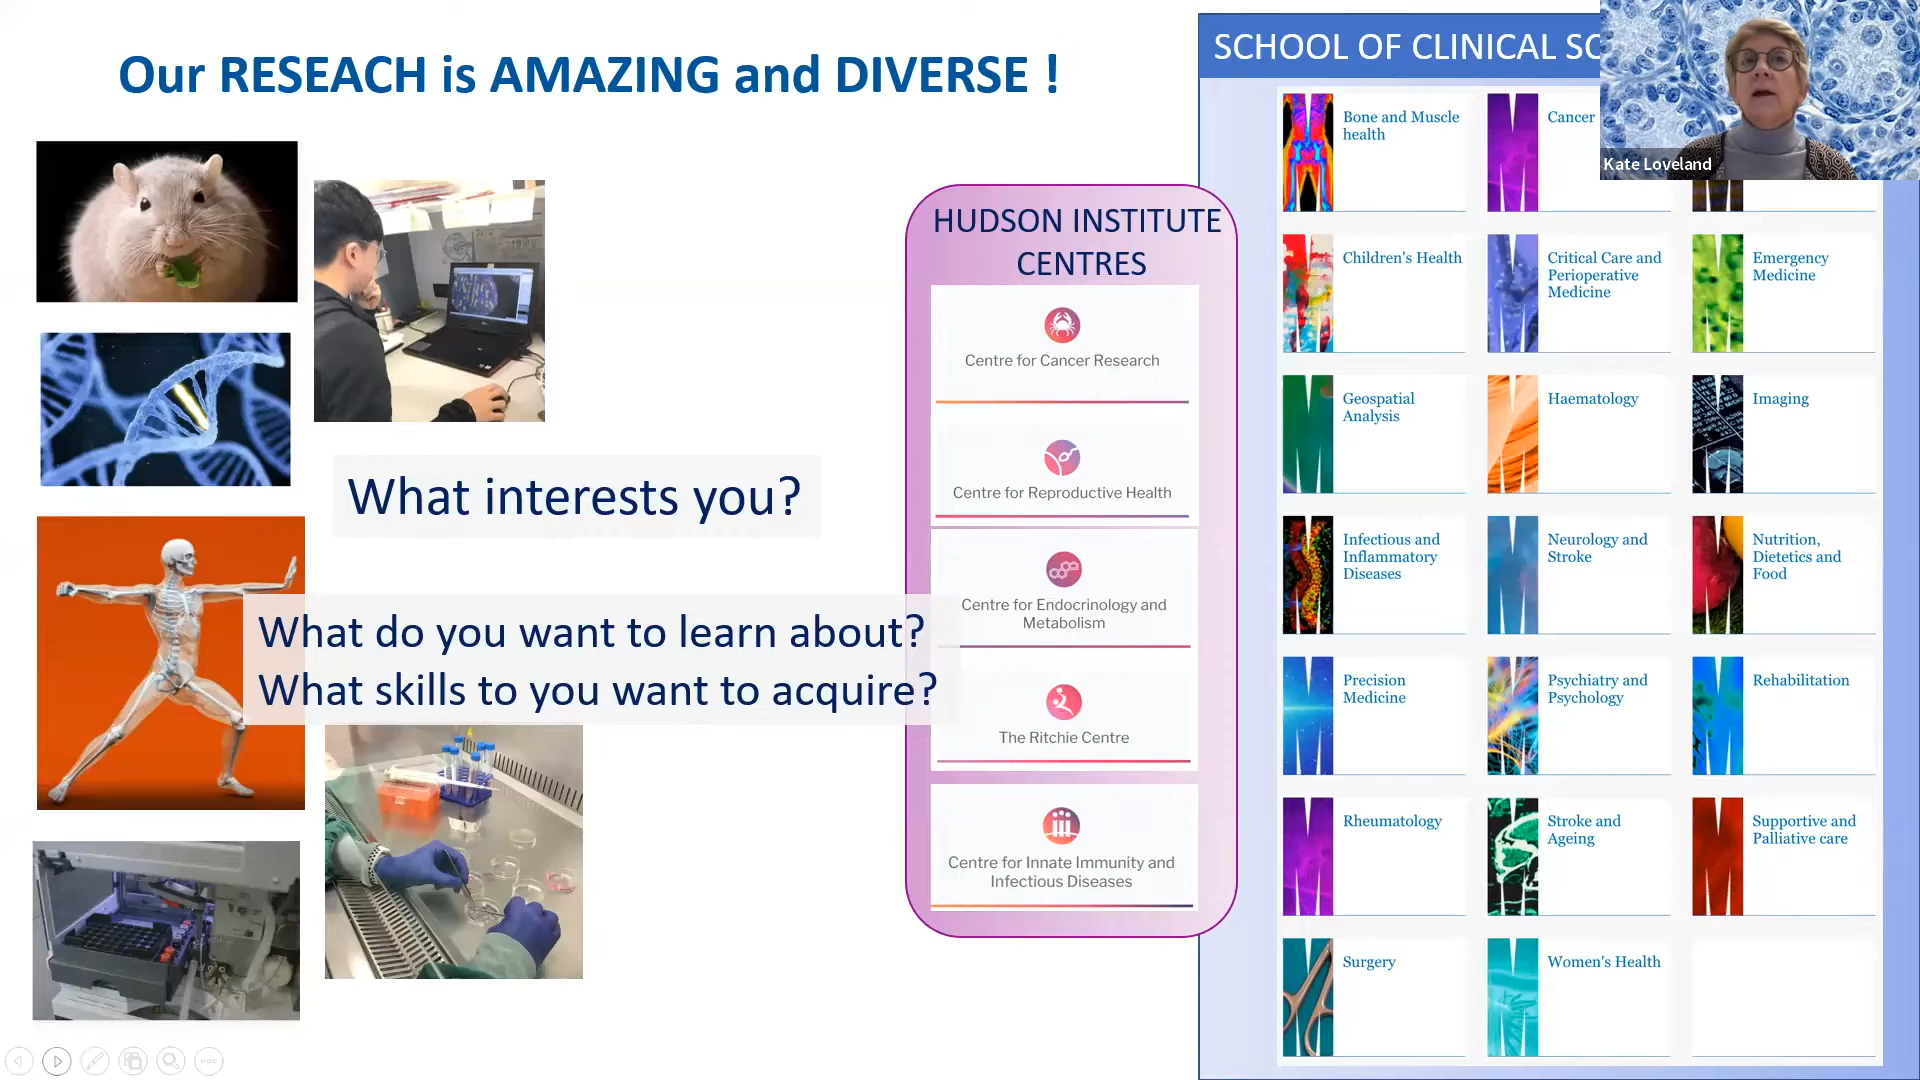 Our RESEACH is AMAZING and DIVERSE !
What interests you?
What do you want to learn about?
What skills to you want to acquire?
HUDSON INSTITUTE
CENTRES
Centre for Cancer Research
Centre for Reproductive Health
Centre for Endocrinology and
Metabolism
The Ritchie Centre
Centre for Innate Immunity and
Infectious Diseases
SCHOOL OF CLINICAL SC
Kate Loveland
Bone and Muscle
health
Cancer
Children's Health
Critical Care and
Perioperative
Medicine
Emergency
Medicine
Geospatial
Analysis
Haematology
Imaging
Infectious and
Inflammatory
Diseases
Neurology and
Stroke
Nutrition,
Dietetics and
Food
Precision
Medicine
Psychiatry and
Psychology
Rehabilitation
Rheumatology
Stroke and
Ageing
Supportive and
Palliative care
Surgery
Women's Health